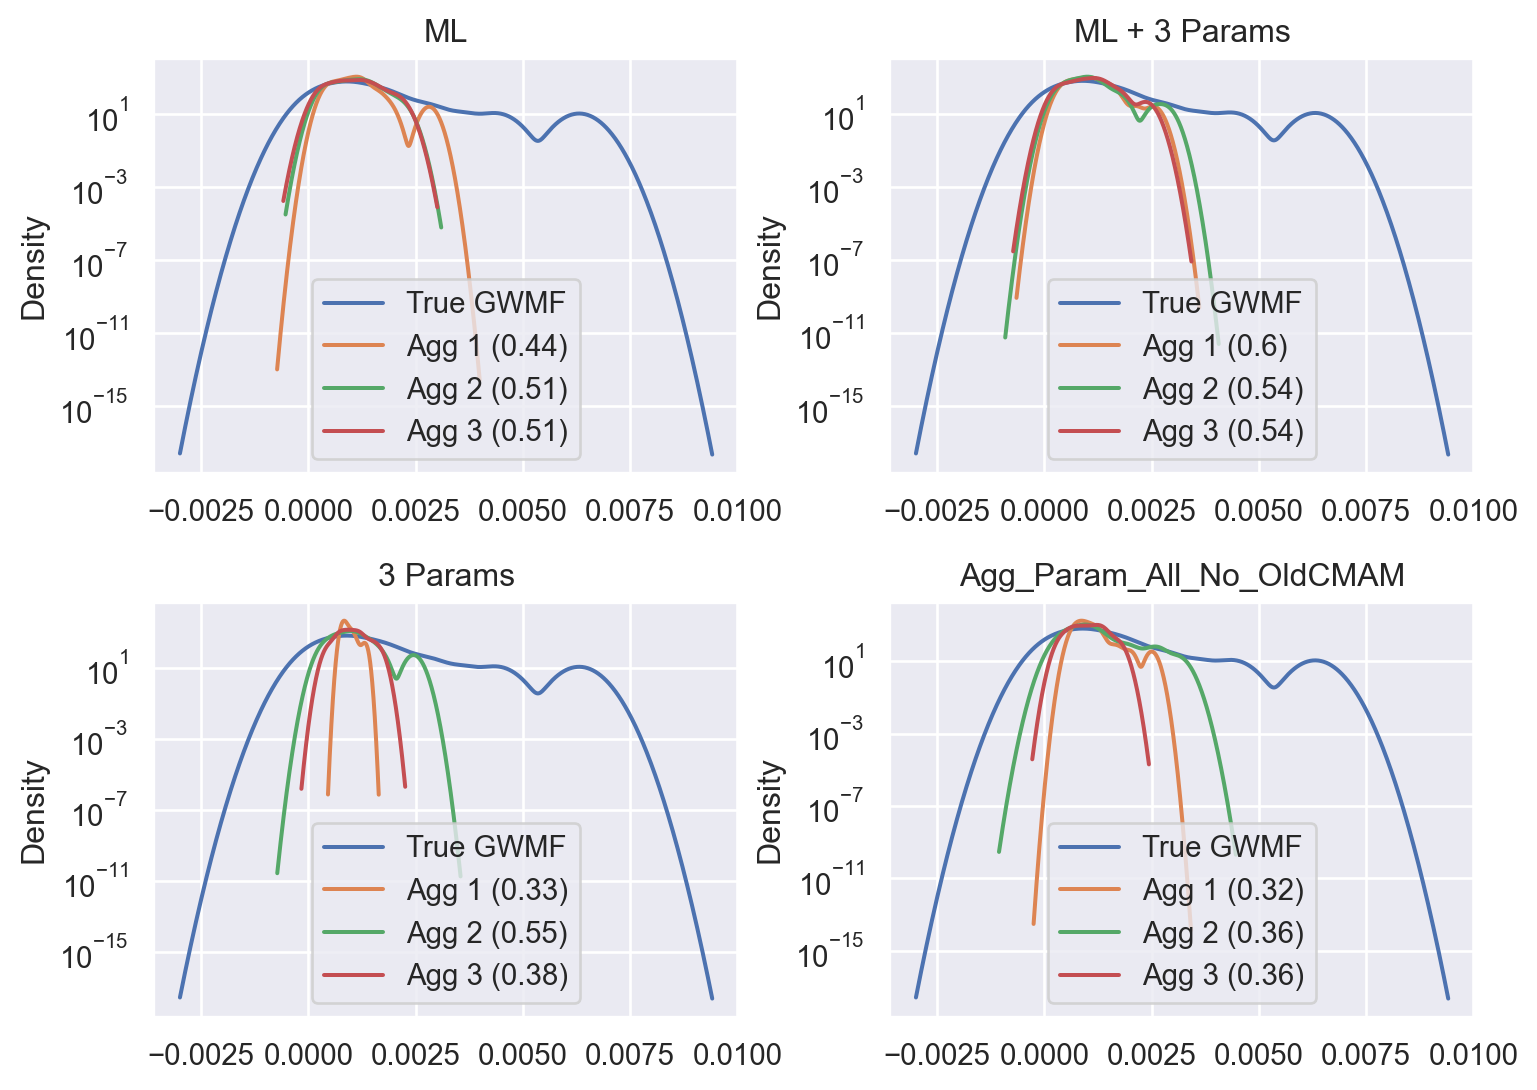 ML
Density
10^1
10^−3
10^−7
10^−11
10^−15
True GWMF
Agg 1 (0.44)
Agg 2 (0.51)
Agg 3 (0.51)
−0.0025 0.0000 0.0025 0.0050 0.0075 0.0100
ML + 3 Params
Density
10^1
10^−3
10^−7
10^−11
10^−15
True GWMF
Agg 1 (0.6)
Agg 2 (0.54)
Agg 3 (0.54)
−0.0025 0.0000 0.0025 0.0050 0.0075 0.0100
3 Params
Density
10^1
10^−3
10^−7
10^−11
10^−15
True GWMF
Agg 1 (0.33)
Agg 2 (0.55)
Agg 3 (0.38)
−0.0025 0.0000 0.0025 0.0050 0.0075 0.0100
Agg_Param_All_No_OldCMAM
Density
10^1
10^−3
10^−7
10^−11
10^−15
True GWMF
Agg 1 (0.32)
Agg 2 (0.36)
Agg 3 (0.36)
−0.0025 0.0000 0.0025 0.0050 0.0075 0.0100